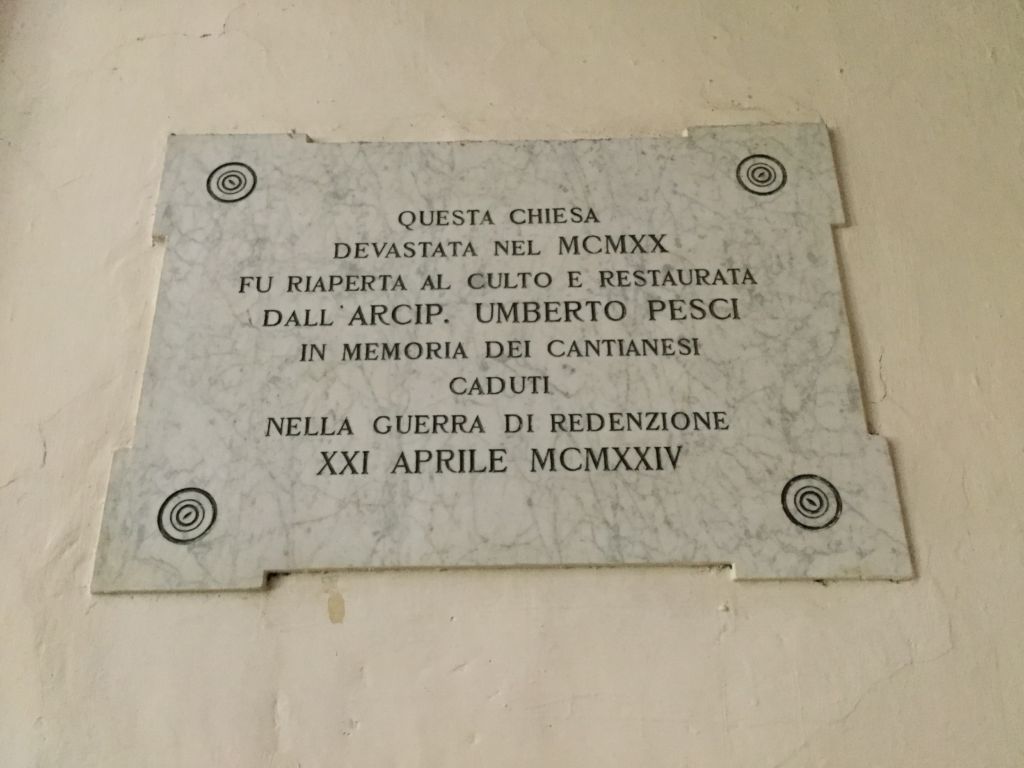 QUESTA CHIESA
DEVASTATA NEL MCMXX
FU RIAPERTA AL CULTO E RESTAURATA
DALL'ARCIP. UMBERTO PESCI
IN MEMORIA DEI CANTIANESI
CADUTI
NELLA GUERRA DI REDENZIONE
XXI APRILE MCMXXIV